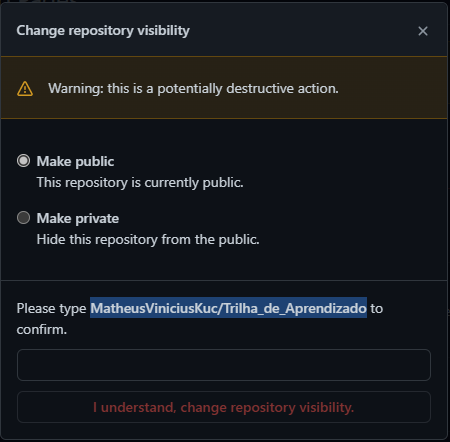 Change repository visibility
Warning: this is a potentially destructive action.
Make public
This repository is currently public.
Make private
Hide this repository from the public.
Please type MatheusViniciusKuc/Trilha_de_Aprendizado to
confirm.
I understand, change repository visibility.